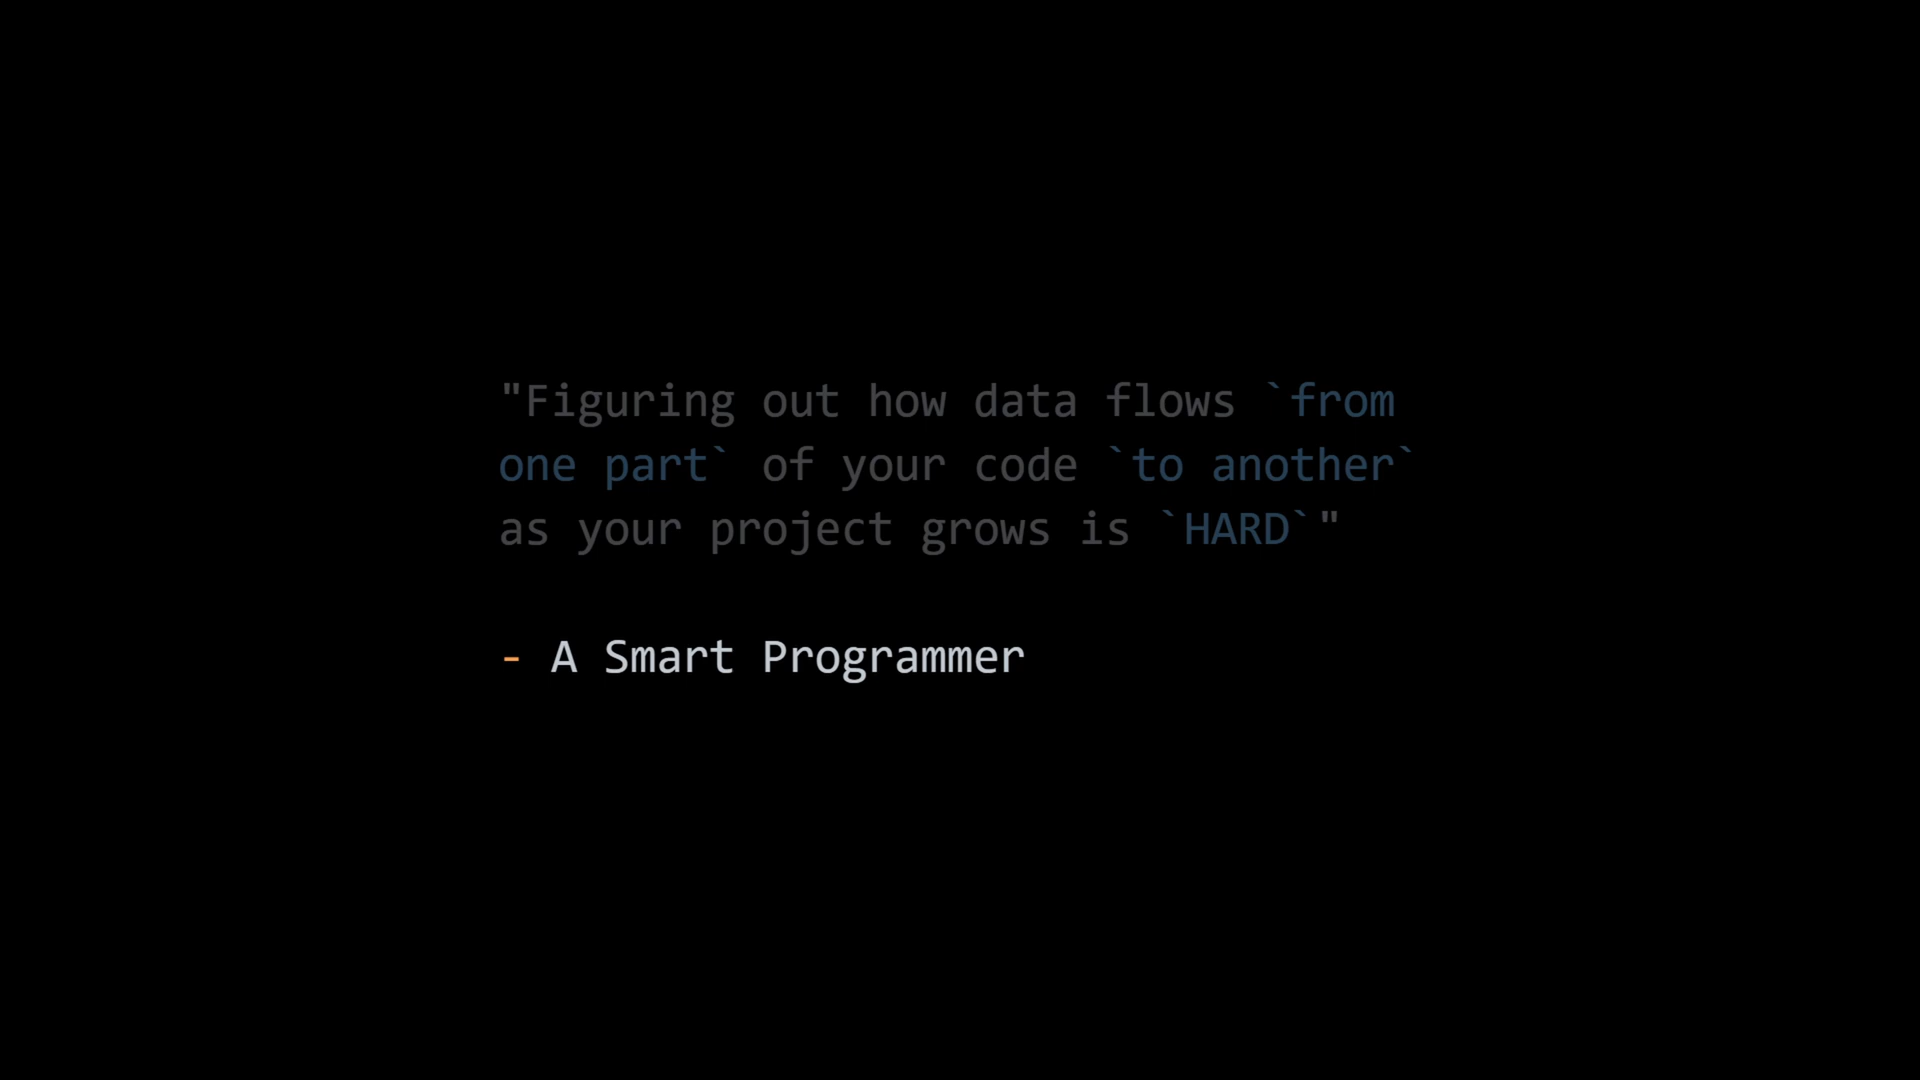 "Figuring out how data flows `from
one part` of your code `to another`
as your project grows is `HARD`"
- A Smart Programmer